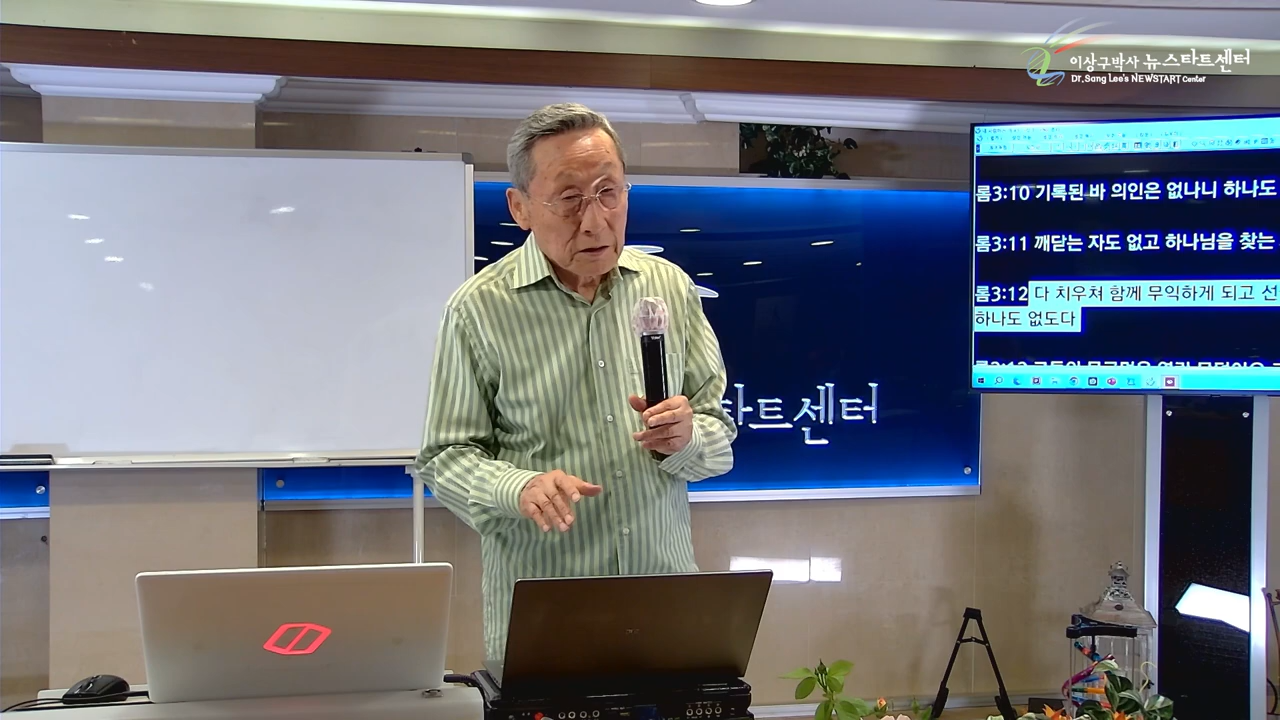 이상구박사 뉴스타트센터
Dr. Sang Lee's NEWSTART Center
롬3:10 기록된 바 의인은 없나니 하나도
롬3:11 깨닫는 자도 없고 하나님을 찾는
롬3:12 다 치우쳐 함께 무익하게 되고 선
하나도 없도다
타트센터